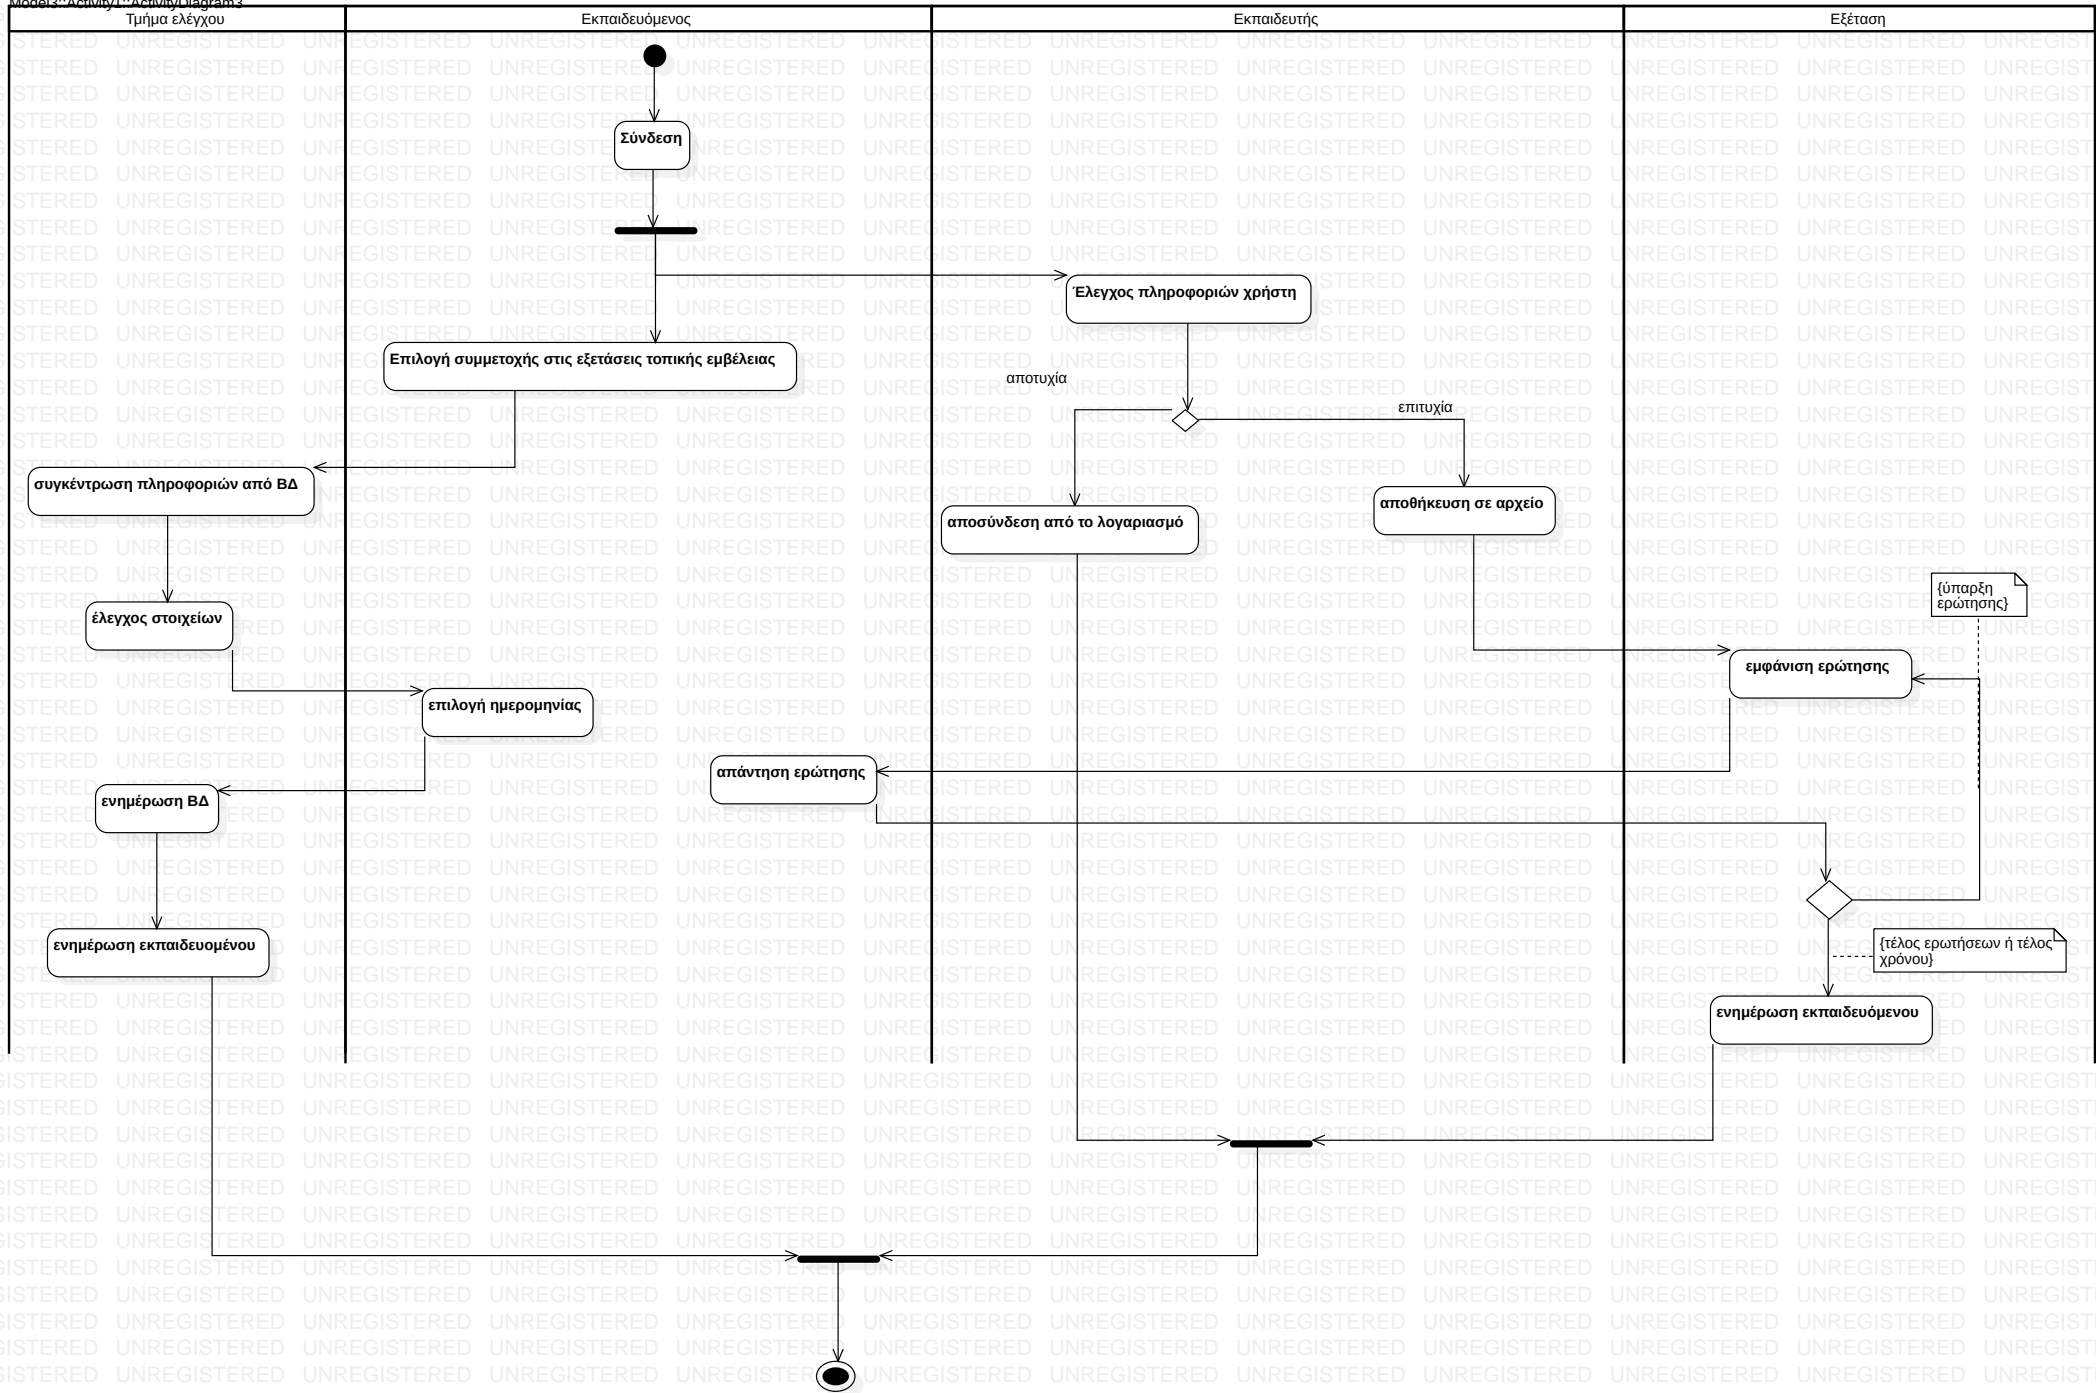 Model3::Activity1::ActivityDiagram3
Τμήμα ελέγχου
Εκπαιδευόμενος
Εκπαιδευτής
Εξέταση
Σύνδεση
Έλεγχος πληροφοριών χρήστη
Επιλογή συμμετοχής στις εξετάσεις τοπικής εμβέλειας
αποτυχία
επιτυχία
συγκέντρωση πληροφοριών από ΒΔ
αποθήκευση σε αρχείο
αποσύνδεση από το λογαριασμό
{ύπαρξη
ερώτησης}
έλεγχος στοιχείων
εμφάνιση ερώτησης
επιλογή ημερομηνίας
απάντηση ερώτησης
ενημέρωση ΒΔ
ενημέρωση εκπαιδευομένου
{τέλος ερωτήσεων ή τέλος
χρόνου}
ενημέρωση εκπαιδευόμενου
UNREGISTERED